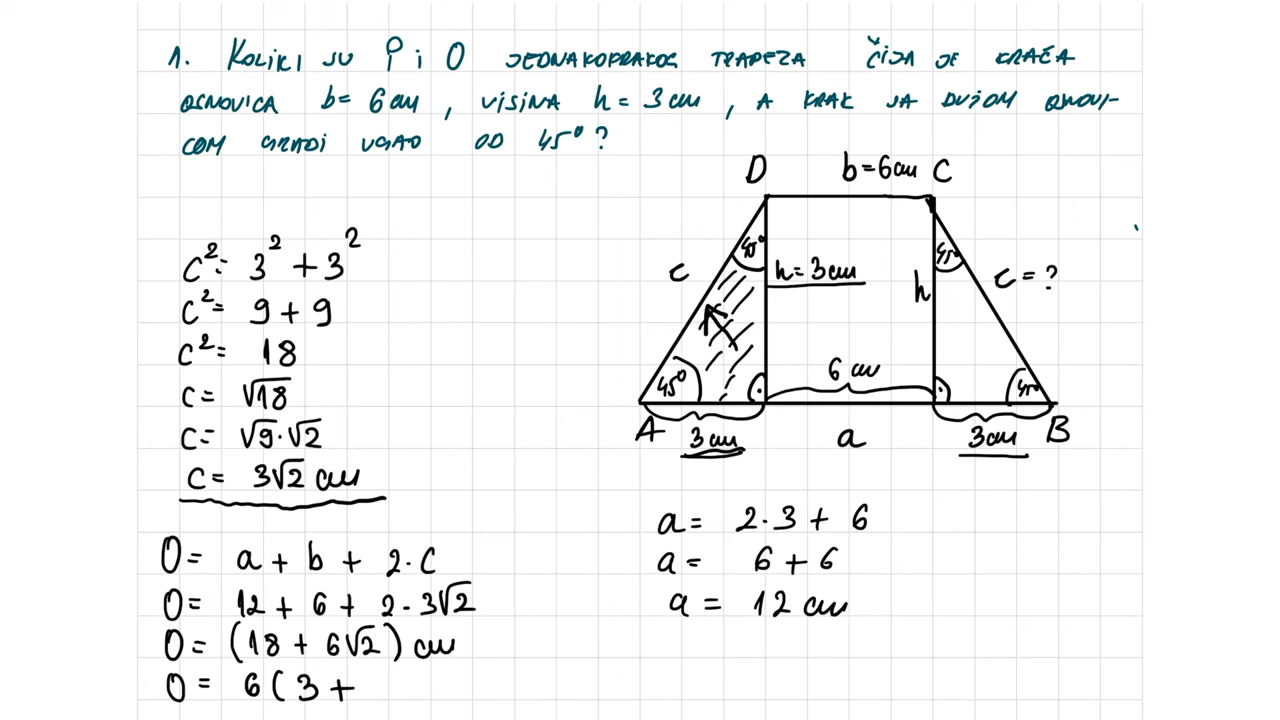 1. KOLIKI SU P i O JEDNAKOKRAKOG TRAPEZA ČIJA JE KRAĆA
OSNOVICA b = 6 cm , VISINA h = 3 cm , A KRAK SA DUŽOM OSNOVI-
COM GRADI UGAO OD 45° ?
D b = 6 cm C
45° 45°
c h = 3 cm h c = ?
6 cm
45° 45°
A 3 cm a 3 cm B
c² = 3² + 3²
c² = 9 + 9
c² = 18
c = √18
c = √9 · √2
c = 3√2 cm
a = 2 · 3 + 6
a = 6 + 6
a = 12 cm
O = a + b + 2 · c
O = 12 + 6 + 2 · 3√2
O = (18 + 6√2) cm
O = 6 ( 3 +